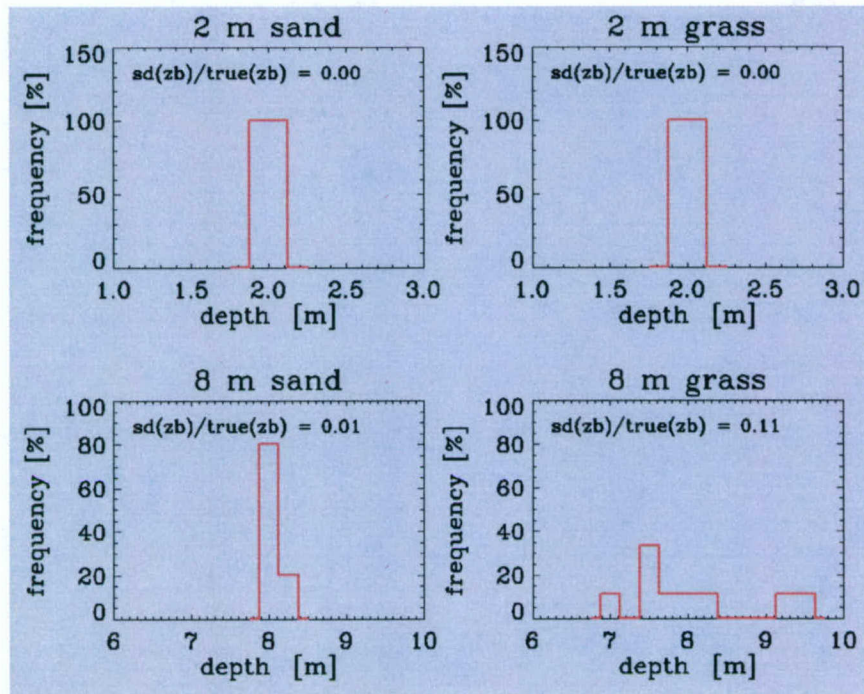 2 m sand
sd(zb)/true(zb) = 0.00
150
100
50
0
frequency [%]
1.0 1.5 2.0 2.5 3.0
depth [m]
2 m grass
sd(zb)/true(zb) = 0.00
150
100
50
0
frequency [%]
1.0 1.5 2.0 2.5 3.0
depth [m]
8 m sand
sd(zb)/true(zb) = 0.01
100
80
60
40
20
0
frequency [%]
6 7 8 9 10
depth [m]
8 m grass
sd(zb)/true(zb) = 0.11
100
80
60
40
20
0
frequency [%]
6 7 8 9 10
depth [m]